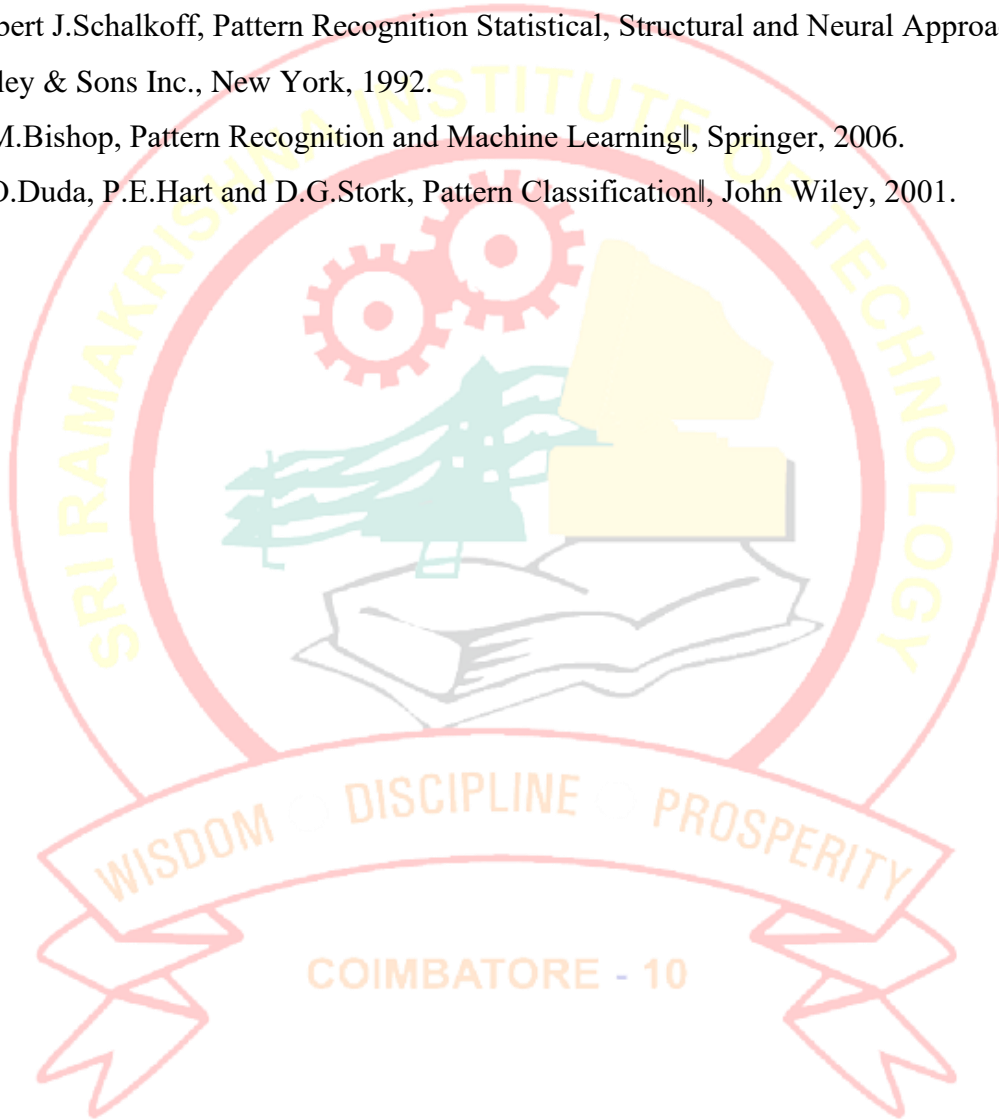 bert J.Schalkoff, Pattern Recognition Statistical, Structural and Neural Approa
ley & Sons Inc., New York, 1992.
M.Bishop, Pattern Recognition and Machine Learning‖, Springer, 2006.
D.Duda, P.E.Hart and D.G.Stork, Pattern Classification‖, John Wiley, 2001.
SRI RAMAKRISHNA INSTITUTE OF TECHNOLOGY
WISDOM DISCIPLINE PROSPERITY
COIMBATORE - 10